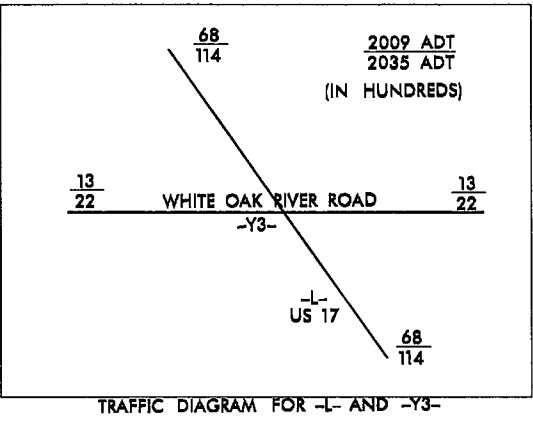 68
114
2009 ADT
2035 ADT
(IN HUNDREDS)
13
22
WHITE OAK RIVER ROAD
13
22
-Y3-
-L-
US 17
68
114
TRAFFIC DIAGRAM FOR -L- AND -Y3-